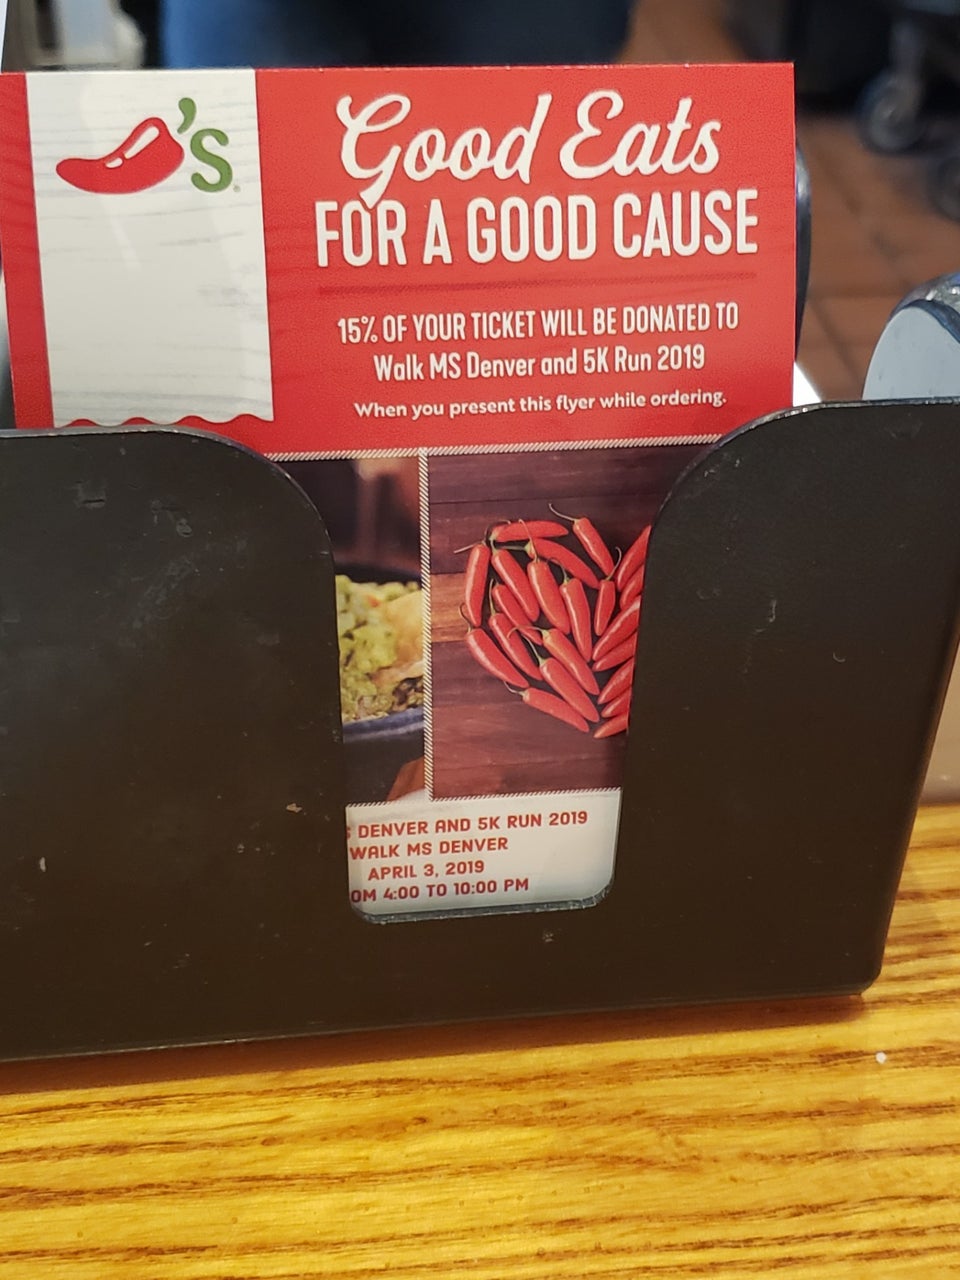 'S
Good Eats
FOR A GOOD CAUSE
15% OF YOUR TICKET WILL BE DONATED TO
Walk MS Denver and 5K Run 2019
When you present this flyer while ordering.
DENVER AND 5K RUN 2019
WALK MS DENVER
APRIL 3, 2019
OM 4:00 TO 10:00 PM